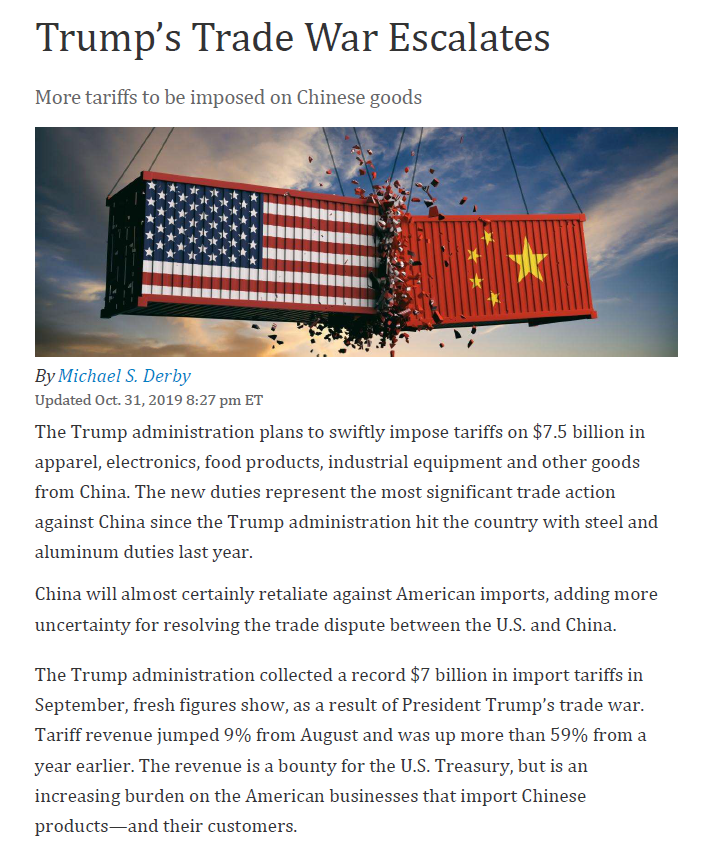 Trump’s Trade War Escalates
More tariffs to be imposed on Chinese goods
By Michael S. Derby
Updated Oct. 31, 2019 8:27 pm ET
The Trump administration plans to swiftly impose tariffs on $7.5 billion in
apparel, electronics, food products, industrial equipment and other goods
from China. The new duties represent the most significant trade action
against China since the Trump administration hit the country with steel and
aluminum duties last year.
China will almost certainly retaliate against American imports, adding more
uncertainty for resolving the trade dispute between the U.S. and China.
The Trump administration collected a record $7 billion in import tariffs in
September, fresh figures show, as a result of President Trump’s trade war.
Tariff revenue jumped 9% from August and was up more than 59% from a
year earlier. The revenue is a bounty for the U.S. Treasury, but is an
increasing burden on the American businesses that import Chinese
products—and their customers.